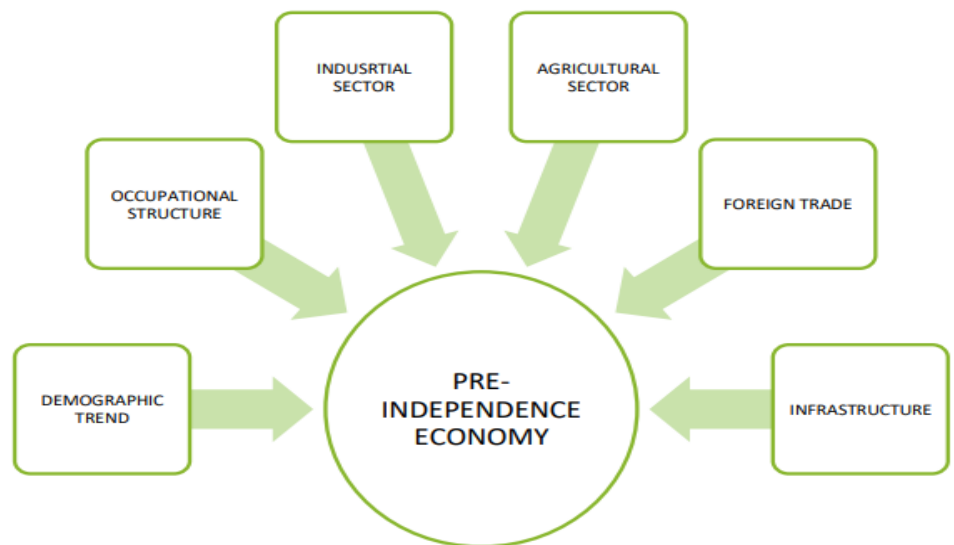 INDUSRTIAL
SECTOR
AGRICULTURAL
SECTOR
OCCUPATIONAL
STRUCTURE
FOREIGN TRADE
DEMOGRAPHIC
TREND
PRE-
INDEPENDENCE
ECONOMY
INFRASTRUCTURE